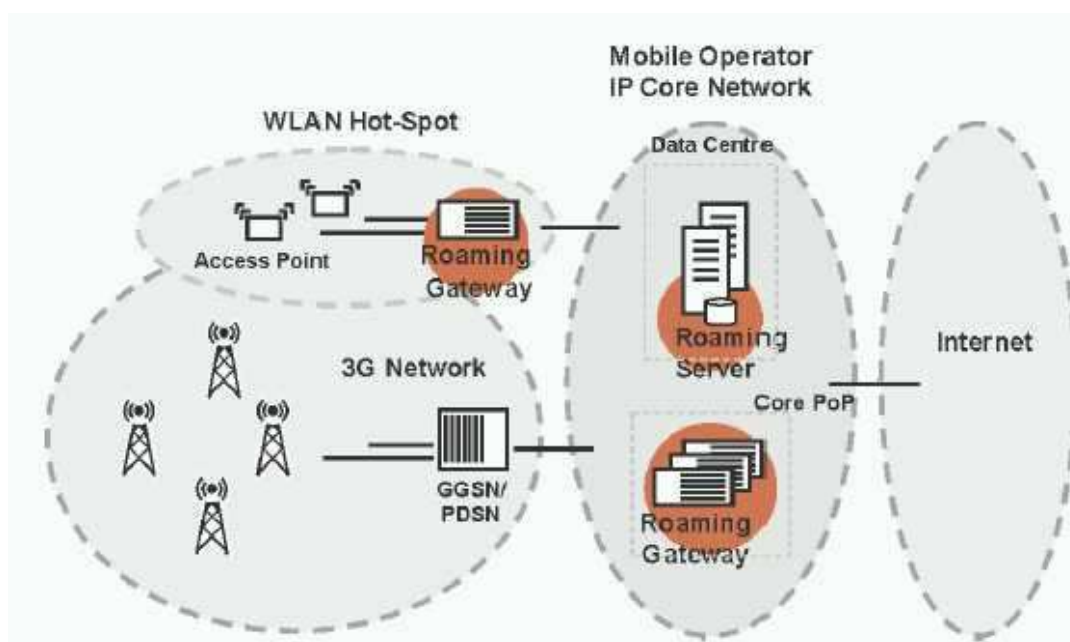 Mobile Operator
IP Core Network
WLAN Hot-Spot
Data Centre
Access Point
Roaming
Gateway
Roaming
Server
Internet
3G Network
Core PoP
GGSN/
PDSN
Roaming
Gateway